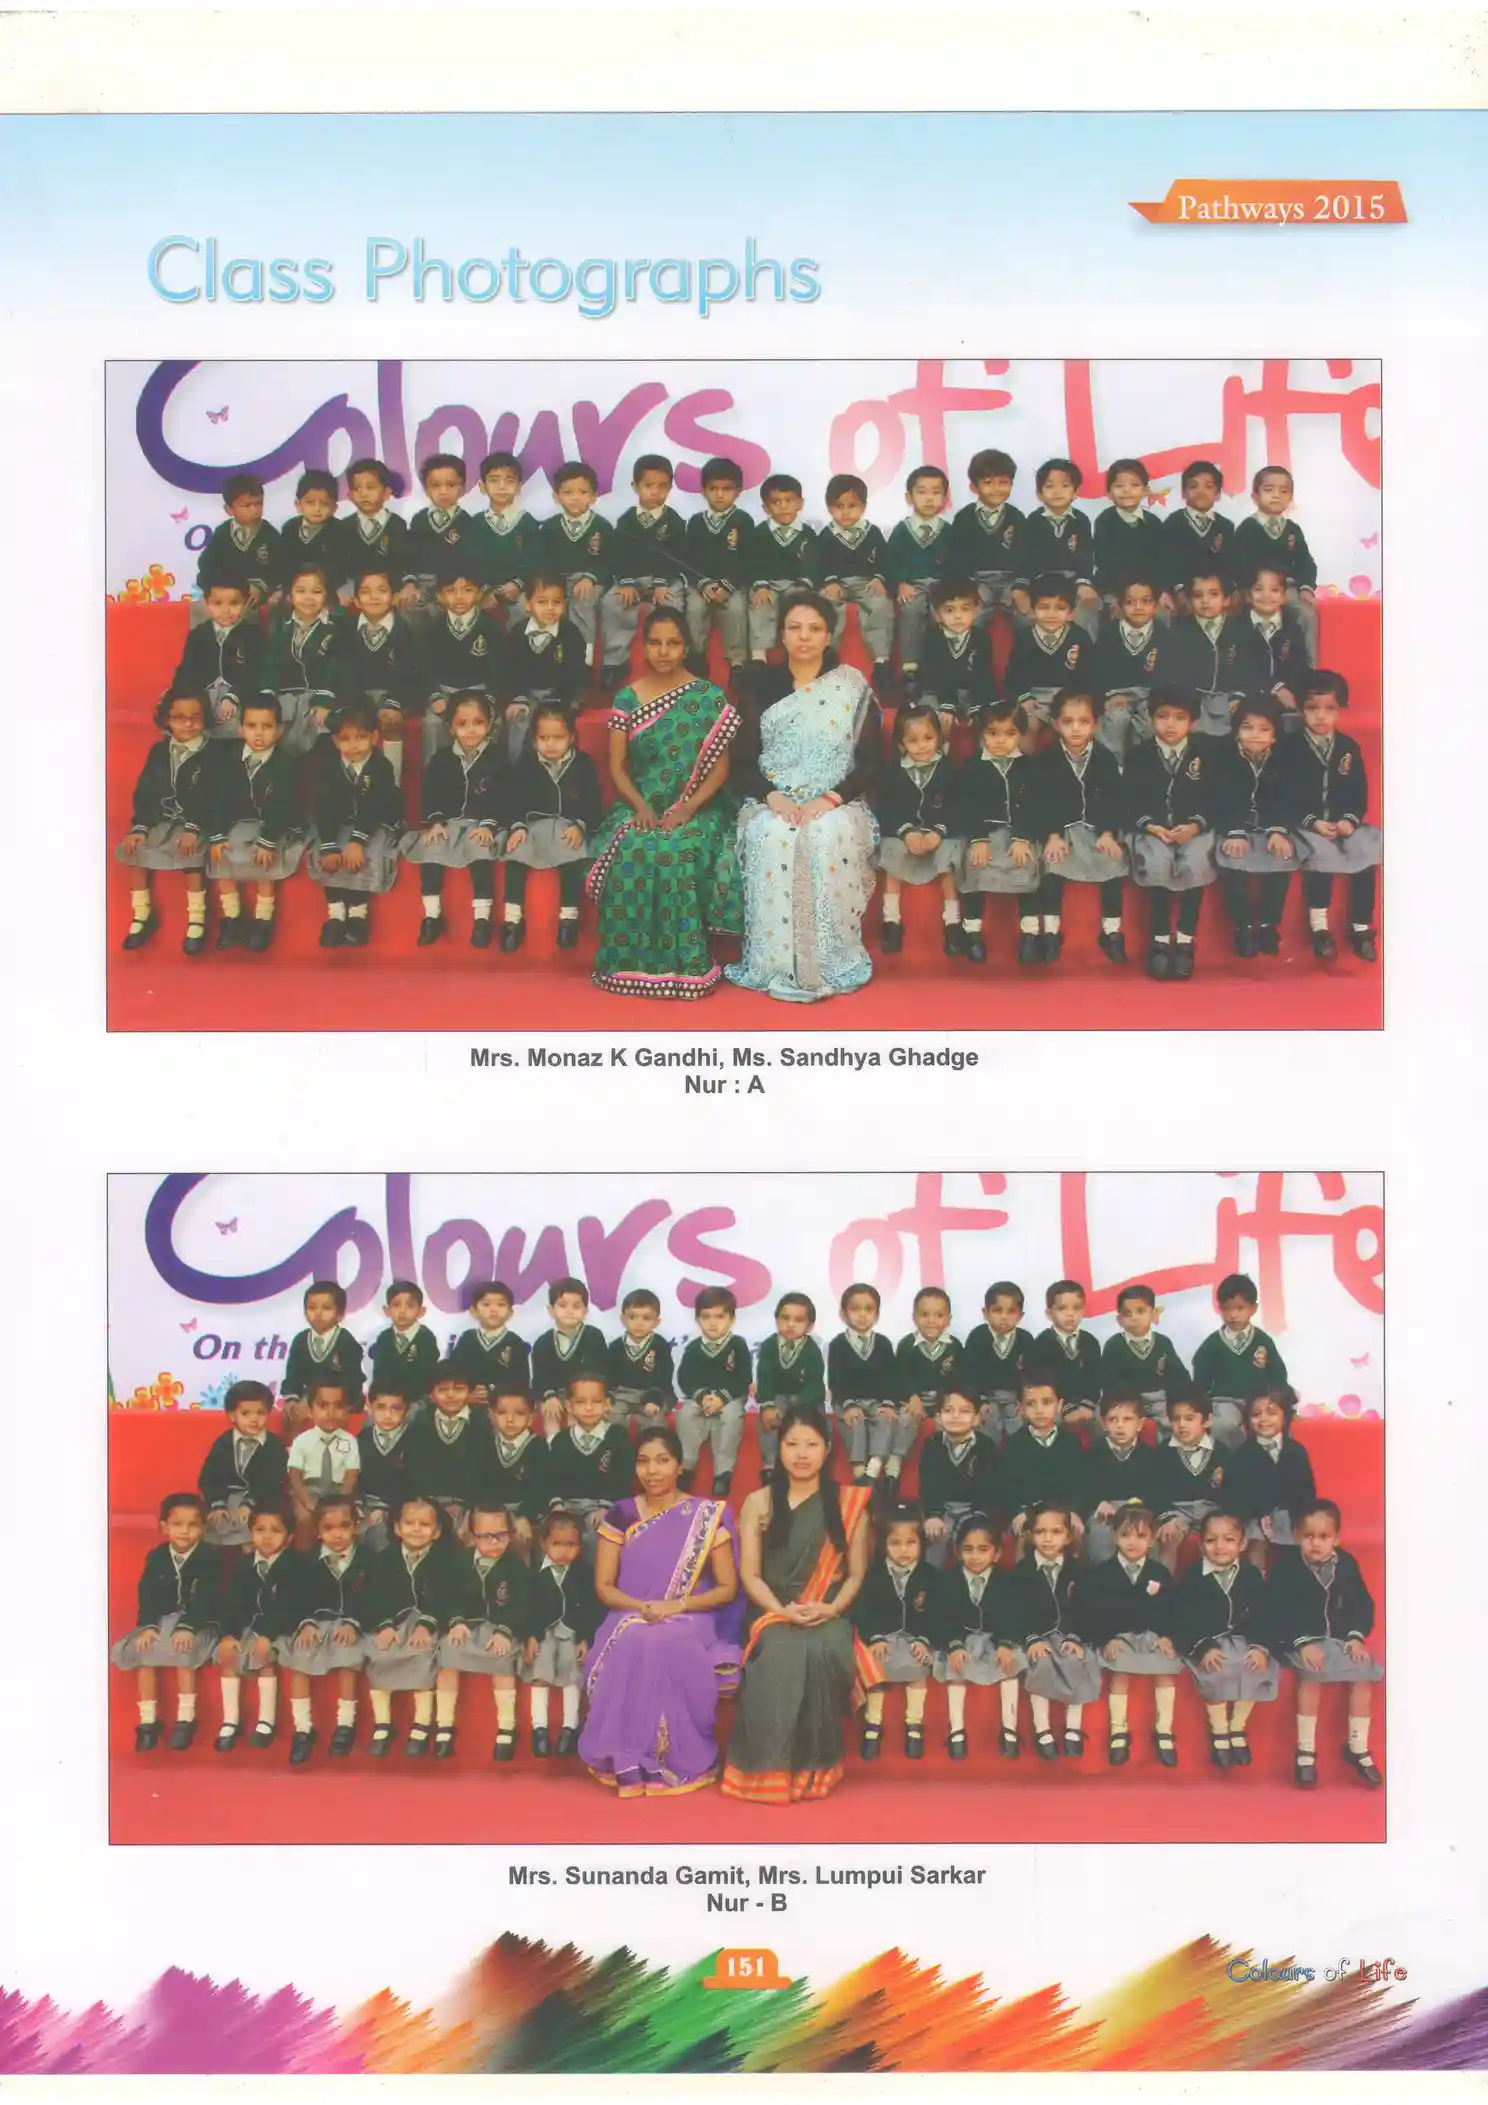 Pathways 2015
Class Photographs
Colours of Life
Mrs. Monaz K Gandhi, Ms. Sandhya Ghadge
Nur : A
Colours of Life
On th
Mrs. Sunanda Gamit, Mrs. Lumpui Sarkar
Nur - B
151
Colours of Life